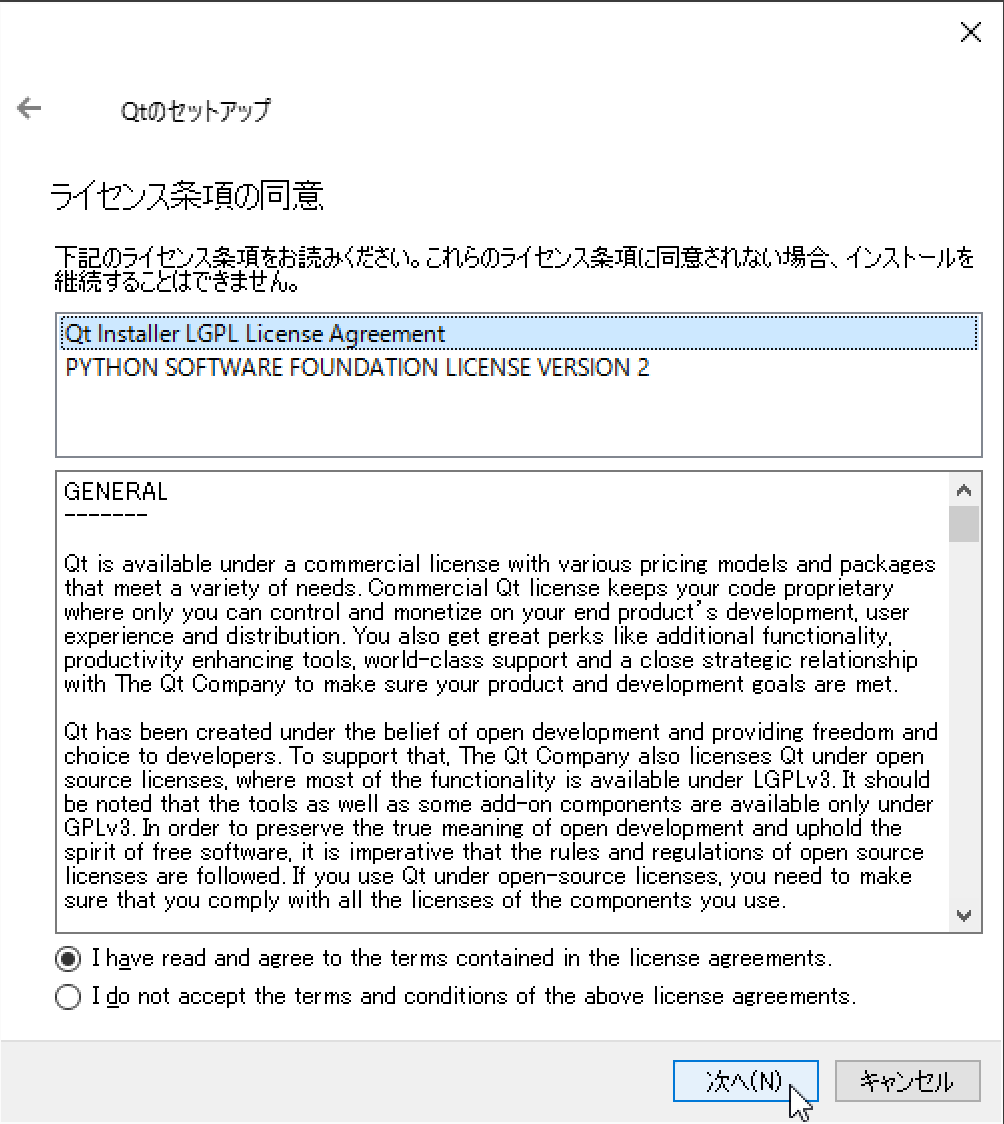 Qtのセットアップ
ライセンス条項の同意
下記のライセンス条項をお読みください。これらのライセンス条項に同意されない場合、インストールを
継続することはできません。
Qt Installer LGPL License Agreement
PYTHON SOFTWARE FOUNDATION LICENSE VERSION 2
GENERAL
-------
Qt is available under a commercial license with various pricing models and packages
that meet a variety of needs. Commercial Qt license keeps your code proprietary
where only you can control and monetize on your end product’s development, user
experience and distribution. You also get great perks like additional functionality,
productivity enhancing tools, world-class support and a close strategic relationship
with The Qt Company to make sure your product and development goals are met.
Qt has been created under the belief of open development and providing freedom and
choice to developers. To support that, The Qt Company also licenses Qt under open
source licenses, where most of the functionality is available under LGPLv3. It should
be noted that the tools as well as some add-on components are available only under
GPLv3. In order to preserve the true meaning of open development and uphold the
spirit of free software, it is imperative that the rules and regulations of open source
licenses are followed. If you use Qt under open-source licenses, you need to make
sure that you comply with all the licenses of the components you use.
I have read and agree to the terms contained in the license agreements.
I do not accept the terms and conditions of the above license agreements.
次へ(N)
キャンセル